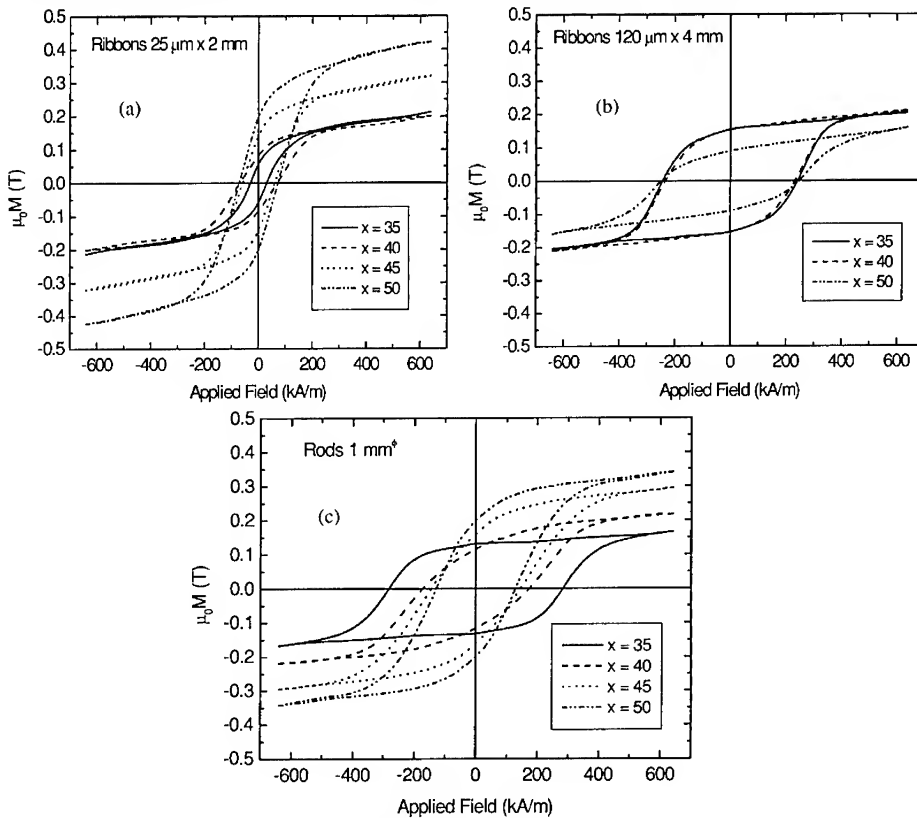 Ribbons 25 μm x 2 mm
(a)
0.5
0.4
0.3
0.2
0.1
0.0
-0.1
-0.2
-0.3
-0.4
-0.5
μ₀M (T)
x = 35
x = 40
x = 45
x = 50
-600 -400 -200 0 200 400 600
Applied Field (kA/m)
Ribbons 120 μm x 4 mm
(b)
0.5
0.4
0.3
0.2
0.1
0.0
-0.1
-0.2
-0.3
-0.4
-0.5
μ₀M (T)
x = 35
x = 40
x = 50
-600 -400 -200 0 200 400 600
Applied Field (kA/m)
Rods 1 mm^ϕ
(c)
0.5
0.4
0.3
0.2
0.1
0.0
-0.1
-0.2
-0.3
-0.4
-0.5
μ₀M (T)
x = 35
x = 40
x = 45
x = 50
-600 -400 -200 0 200 400 600
Applied Field (kA/m)